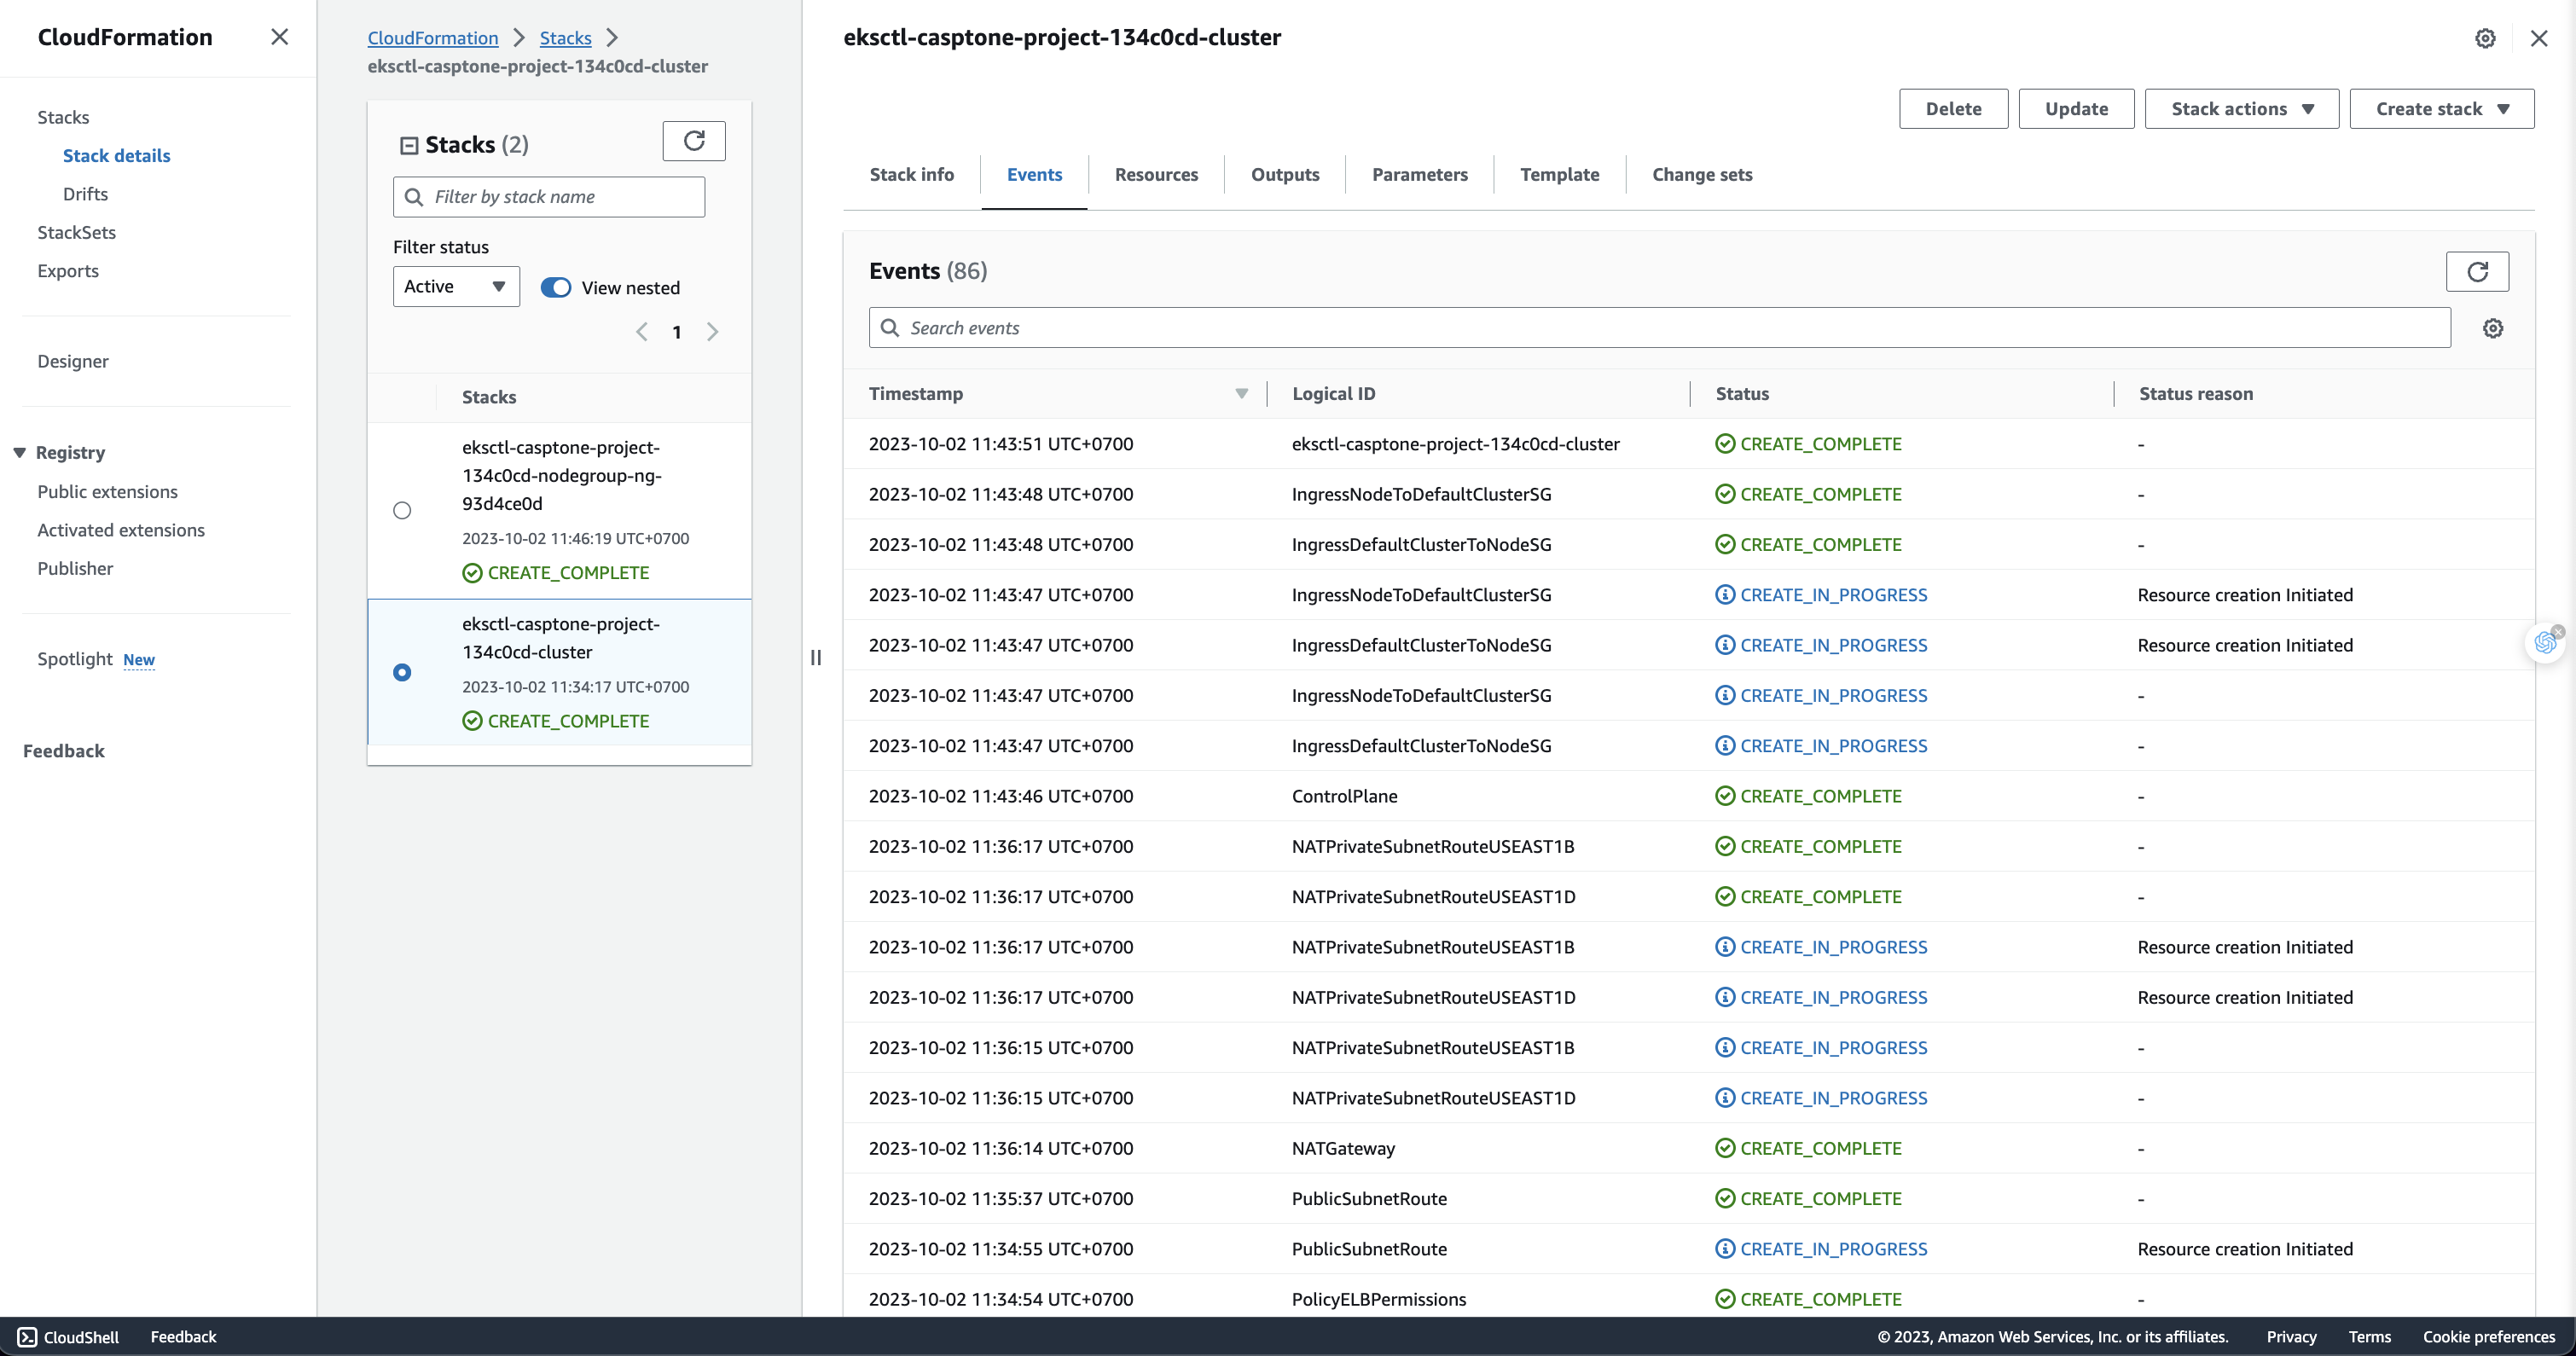 CloudFormation
Stacks
Stack details
Drifts
StackSets
Exports
Designer
Registry
Public extensions
Activated extensions
Publisher
Spotlight New
Feedback
CloudFormation Stacks
eksctl-casptone-project-134c0cd-cluster
Stacks (2)
Filter by stack name
Filter status
Active View nested
1
Stacks
eksctl-casptone-project-
134c0cd-nodegroup-ng-
93d4ce0d
2023-10-02 11:46:19 UTC+0700
CREATE_COMPLETE
eksctl-casptone-project-
134c0cd-cluster
2023-10-02 11:34:17 UTC+0700
CREATE_COMPLETE
eksctl-casptone-project-134c0cd-cluster
Delete Update Stack actions Create stack
Stack info Events Resources Outputs Parameters Template Change sets
Events (86)
Search events
Timestamp Logical ID Status Status reason
2023-10-02 11:43:51 UTC+0700 eksctl-casptone-project-134c0cd-cluster CREATE_COMPLETE -
2023-10-02 11:43:48 UTC+0700 IngressNodeToDefaultClusterSG CREATE_COMPLETE -
2023-10-02 11:43:48 UTC+0700 IngressDefaultClusterToNodeSG CREATE_COMPLETE -
2023-10-02 11:43:47 UTC+0700 IngressNodeToDefaultClusterSG CREATE_IN_PROGRESS Resource creation Initiated
2023-10-02 11:43:47 UTC+0700 IngressDefaultClusterToNodeSG CREATE_IN_PROGRESS Resource creation Initiated
2023-10-02 11:43:47 UTC+0700 IngressNodeToDefaultClusterSG CREATE_IN_PROGRESS -
2023-10-02 11:43:47 UTC+0700 IngressDefaultClusterToNodeSG CREATE_IN_PROGRESS -
2023-10-02 11:43:46 UTC+0700 ControlPlane CREATE_COMPLETE -
2023-10-02 11:36:17 UTC+0700 NATPrivateSubnetRouteUSEAST1B CREATE_COMPLETE -
2023-10-02 11:36:17 UTC+0700 NATPrivateSubnetRouteUSEAST1D CREATE_COMPLETE -
2023-10-02 11:36:17 UTC+0700 NATPrivateSubnetRouteUSEAST1B CREATE_IN_PROGRESS Resource creation Initiated
2023-10-02 11:36:17 UTC+0700 NATPrivateSubnetRouteUSEAST1D CREATE_IN_PROGRESS Resource creation Initiated
2023-10-02 11:36:15 UTC+0700 NATPrivateSubnetRouteUSEAST1B CREATE_IN_PROGRESS -
2023-10-02 11:36:15 UTC+0700 NATPrivateSubnetRouteUSEAST1D CREATE_IN_PROGRESS -
2023-10-02 11:36:14 UTC+0700 NATGateway CREATE_COMPLETE -
2023-10-02 11:35:37 UTC+0700 PublicSubnetRoute CREATE_COMPLETE -
2023-10-02 11:34:55 UTC+0700 PublicSubnetRoute CREATE_IN_PROGRESS Resource creation Initiated
2023-10-02 11:34:54 UTC+0700 PolicyELBPermissions CREATE_COMPLETE -
CloudShell Feedback © 2023, Amazon Web Services, Inc. or its affiliates. Privacy Terms Cookie preferences